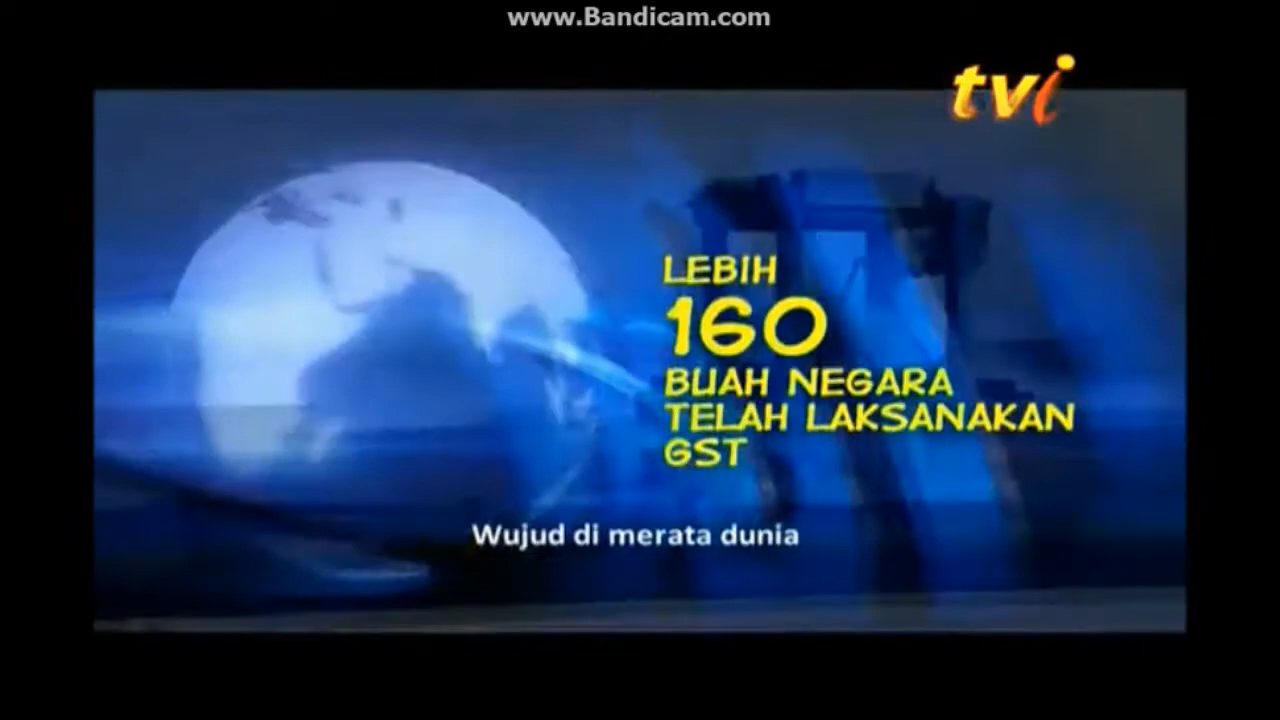 www.Bandicam.com
tvi
LEBIH
160
BUAH NEGARA
TELAH LAKSANAKAN
GST
Wujud di merata dunia